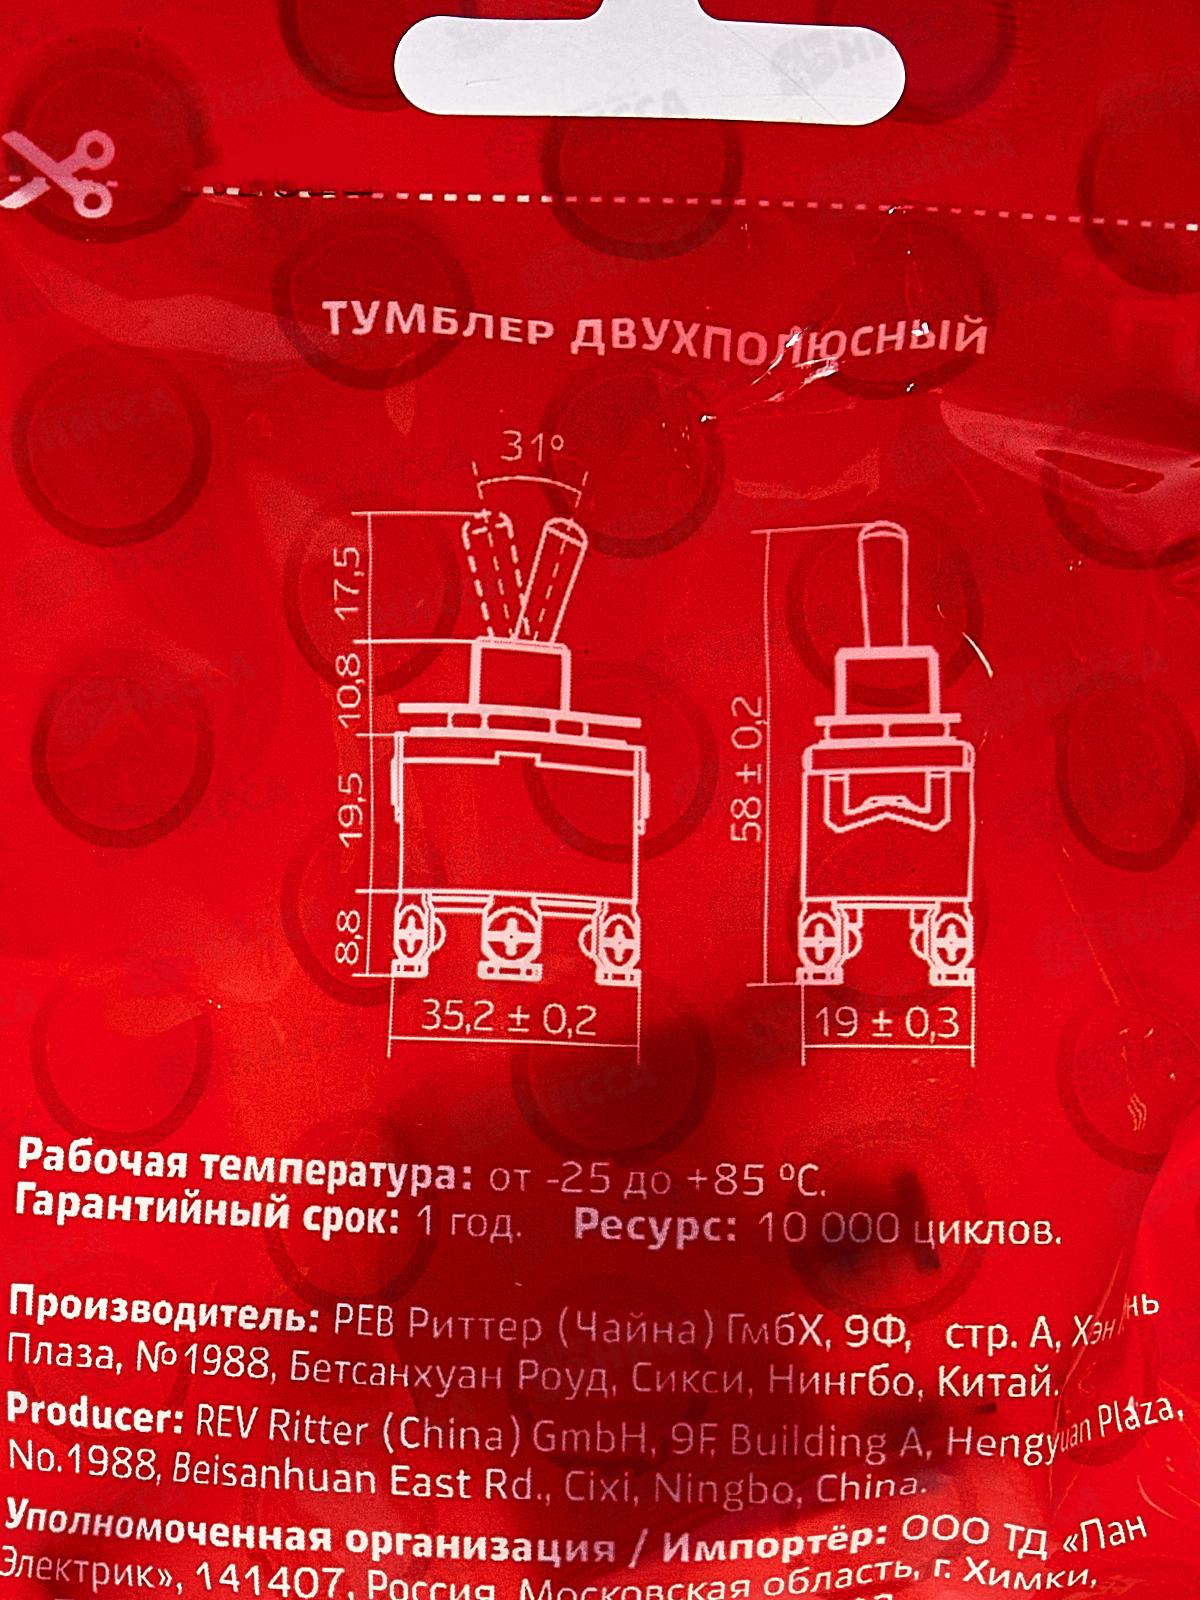 ТУМБЛЕР ДВУХПОЛЮСНЫЙ
31º
17,5
10,8
19,5
8,8
58 ± 0,2
35,2 ± 0,2
19 ± 0,3
Рабочая температура: от -25 до +85 ºС.
Гарантийный срок: 1 год. Ресурс: 10 000 циклов.
Производитель: РЕВ Риттер (Чайна) ГмбХ, 9Ф, стр. А,
Плаза, №1988, Бетсанхуан Роуд, Сикси, Нингбо, Китай.
Producer: REV Ritter (China) GmbH, 9F, Building A, Hengyuan Plaza,
No.1988, Beisanhuan East Rd., Cixi, Ningbo, China.
Уполномоченная организация / Импортёр: ООО ТД «Пан
Электрик», 141407, Россия, Московская область, г. Химки,